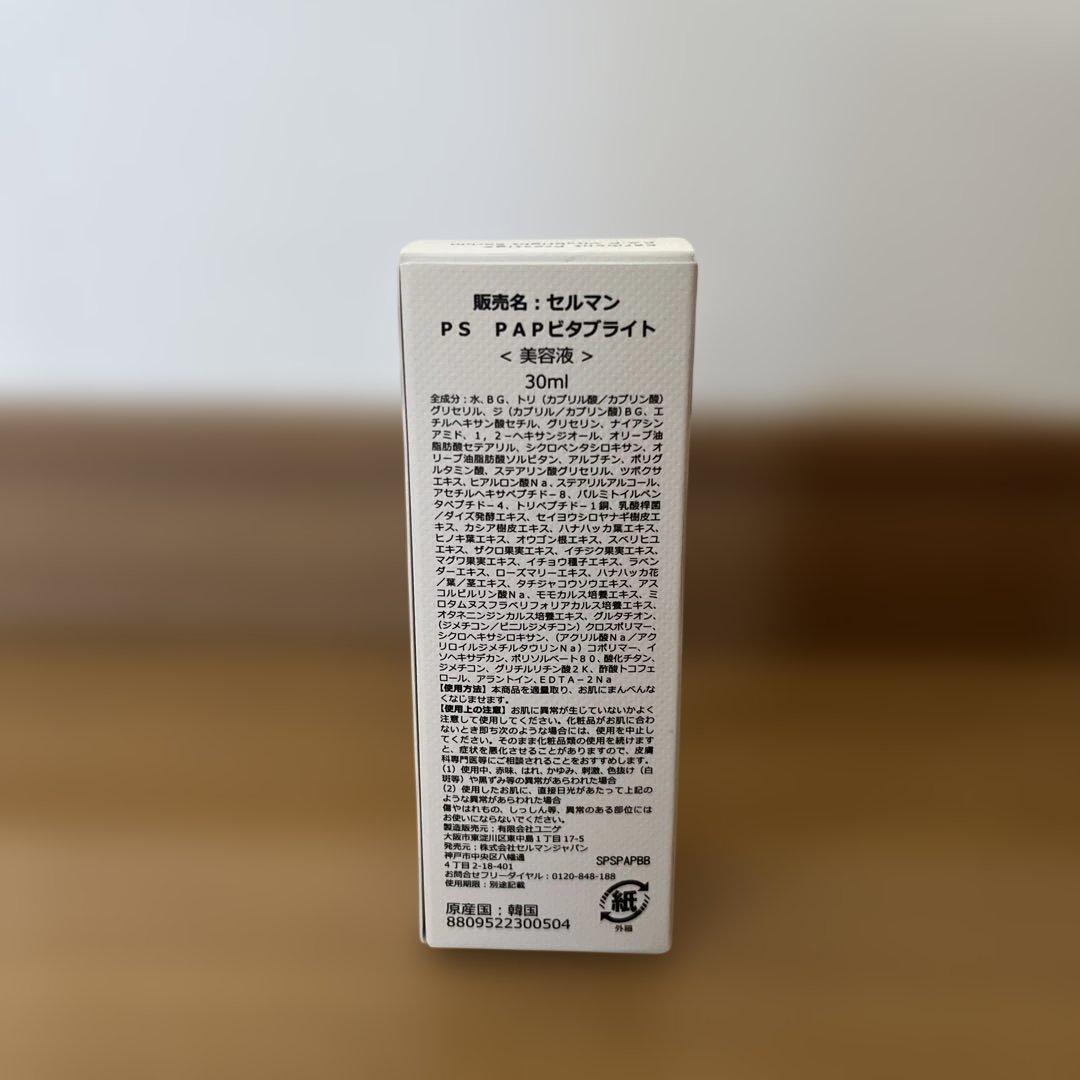 販売名:セルマン
PS PAPビタブライト
< 美容液 >
30ml
全成分:水、BG、トリ(カプリル酸/カプリン酸)
グリセリル、ジ(カプリル/カプリン酸)BG、エ
チルヘキサン酸セチル、グリセリン、ナイアシン
アミド、1,2-ヘキサンジオール、オリーブ油
脂肪酸セテアリル、シクロペンタシロキサン、オ
リーブ油脂肪酸ソルビタン、アルブチン、ポリグ
ルタミン酸、ステアリン酸グリセリル、ツボクサ
エキス、ヒアルロン酸Na、ステアリルアルコール、
アセチルヘキサペプチド-8、パルミトイルペン
タペプチド-4、トリペプチド-1銅、乳酸桿菌
/ダイズ発酵エキス、セイヨウシロヤナギ樹皮エ
キス、カシア樹皮エキス、ハナハッカ葉エキス、
ヒノキ葉エキス、オウゴン根エキス、スベリヒユ
エキス、ザクロ果実エキス、イチジク果実エキス、
マグワ果実エキス、イチョウ種子エキス、ラベン
ダーエキス、ローズマリーエキス、ハナハッカ花
/葉/茎エキス、タチジャコウソウエキス、アス
コルビルリン酸Na、モモカルス培養エキス、ミ
ロタムヌスフラベリフォリアカルス培養エキス、
オタネニンジンカルス培養エキス、グルタチオン、
(ジメチコン/ビニルジメチコン)クロスポリマー、
シクロヘキサシロキサン、(アクリル酸Na/アク
リロイルジメチルタウリンNa)コポリマー、イ
ソヘキサデカン、ポリソルベート80、酸化チタン、
ジメチコン、グリチルリチン酸2K、酢酸トコフェ
ロール、アラントイン、EDTA-2Na
【使用方法】本商品を適量取り、お肌にまんべんな
くなじませます。
【使用上の注意】お肌に異常が生じていないかよく
注意して使用してください。化粧品がお肌に合わ
ないとき即ち次のような場合には、使用を中止し
てください。そのまま化粧品類の使用を続けます
と、症状を悪化させることがありますので、皮膚
科専門医等にご相談されることをおすすめします。
(1)使用中、赤味、はれ、かゆみ、刺激、色抜け(白
斑等)や黒ずみ等の異常があらわれた場合
(2)使用したお肌に、直接日光があたって上記の
ような異常があらわれた場合
傷やはれもの、しっしん等、異常のある部位には
お使いにならないでください。
製造販売元:有限会社ユニゲ
大阪市東淀川区東中島1丁目17-5
発売元:株式会社セルマンジャパン
神戸市中央区八幡通
4丁目2-18-401
SPSPAPBB
お問合せフリーダイヤル:0120-848-188
使用期限:別途記載
紙
外箱
原産国:韓国
8809522300504